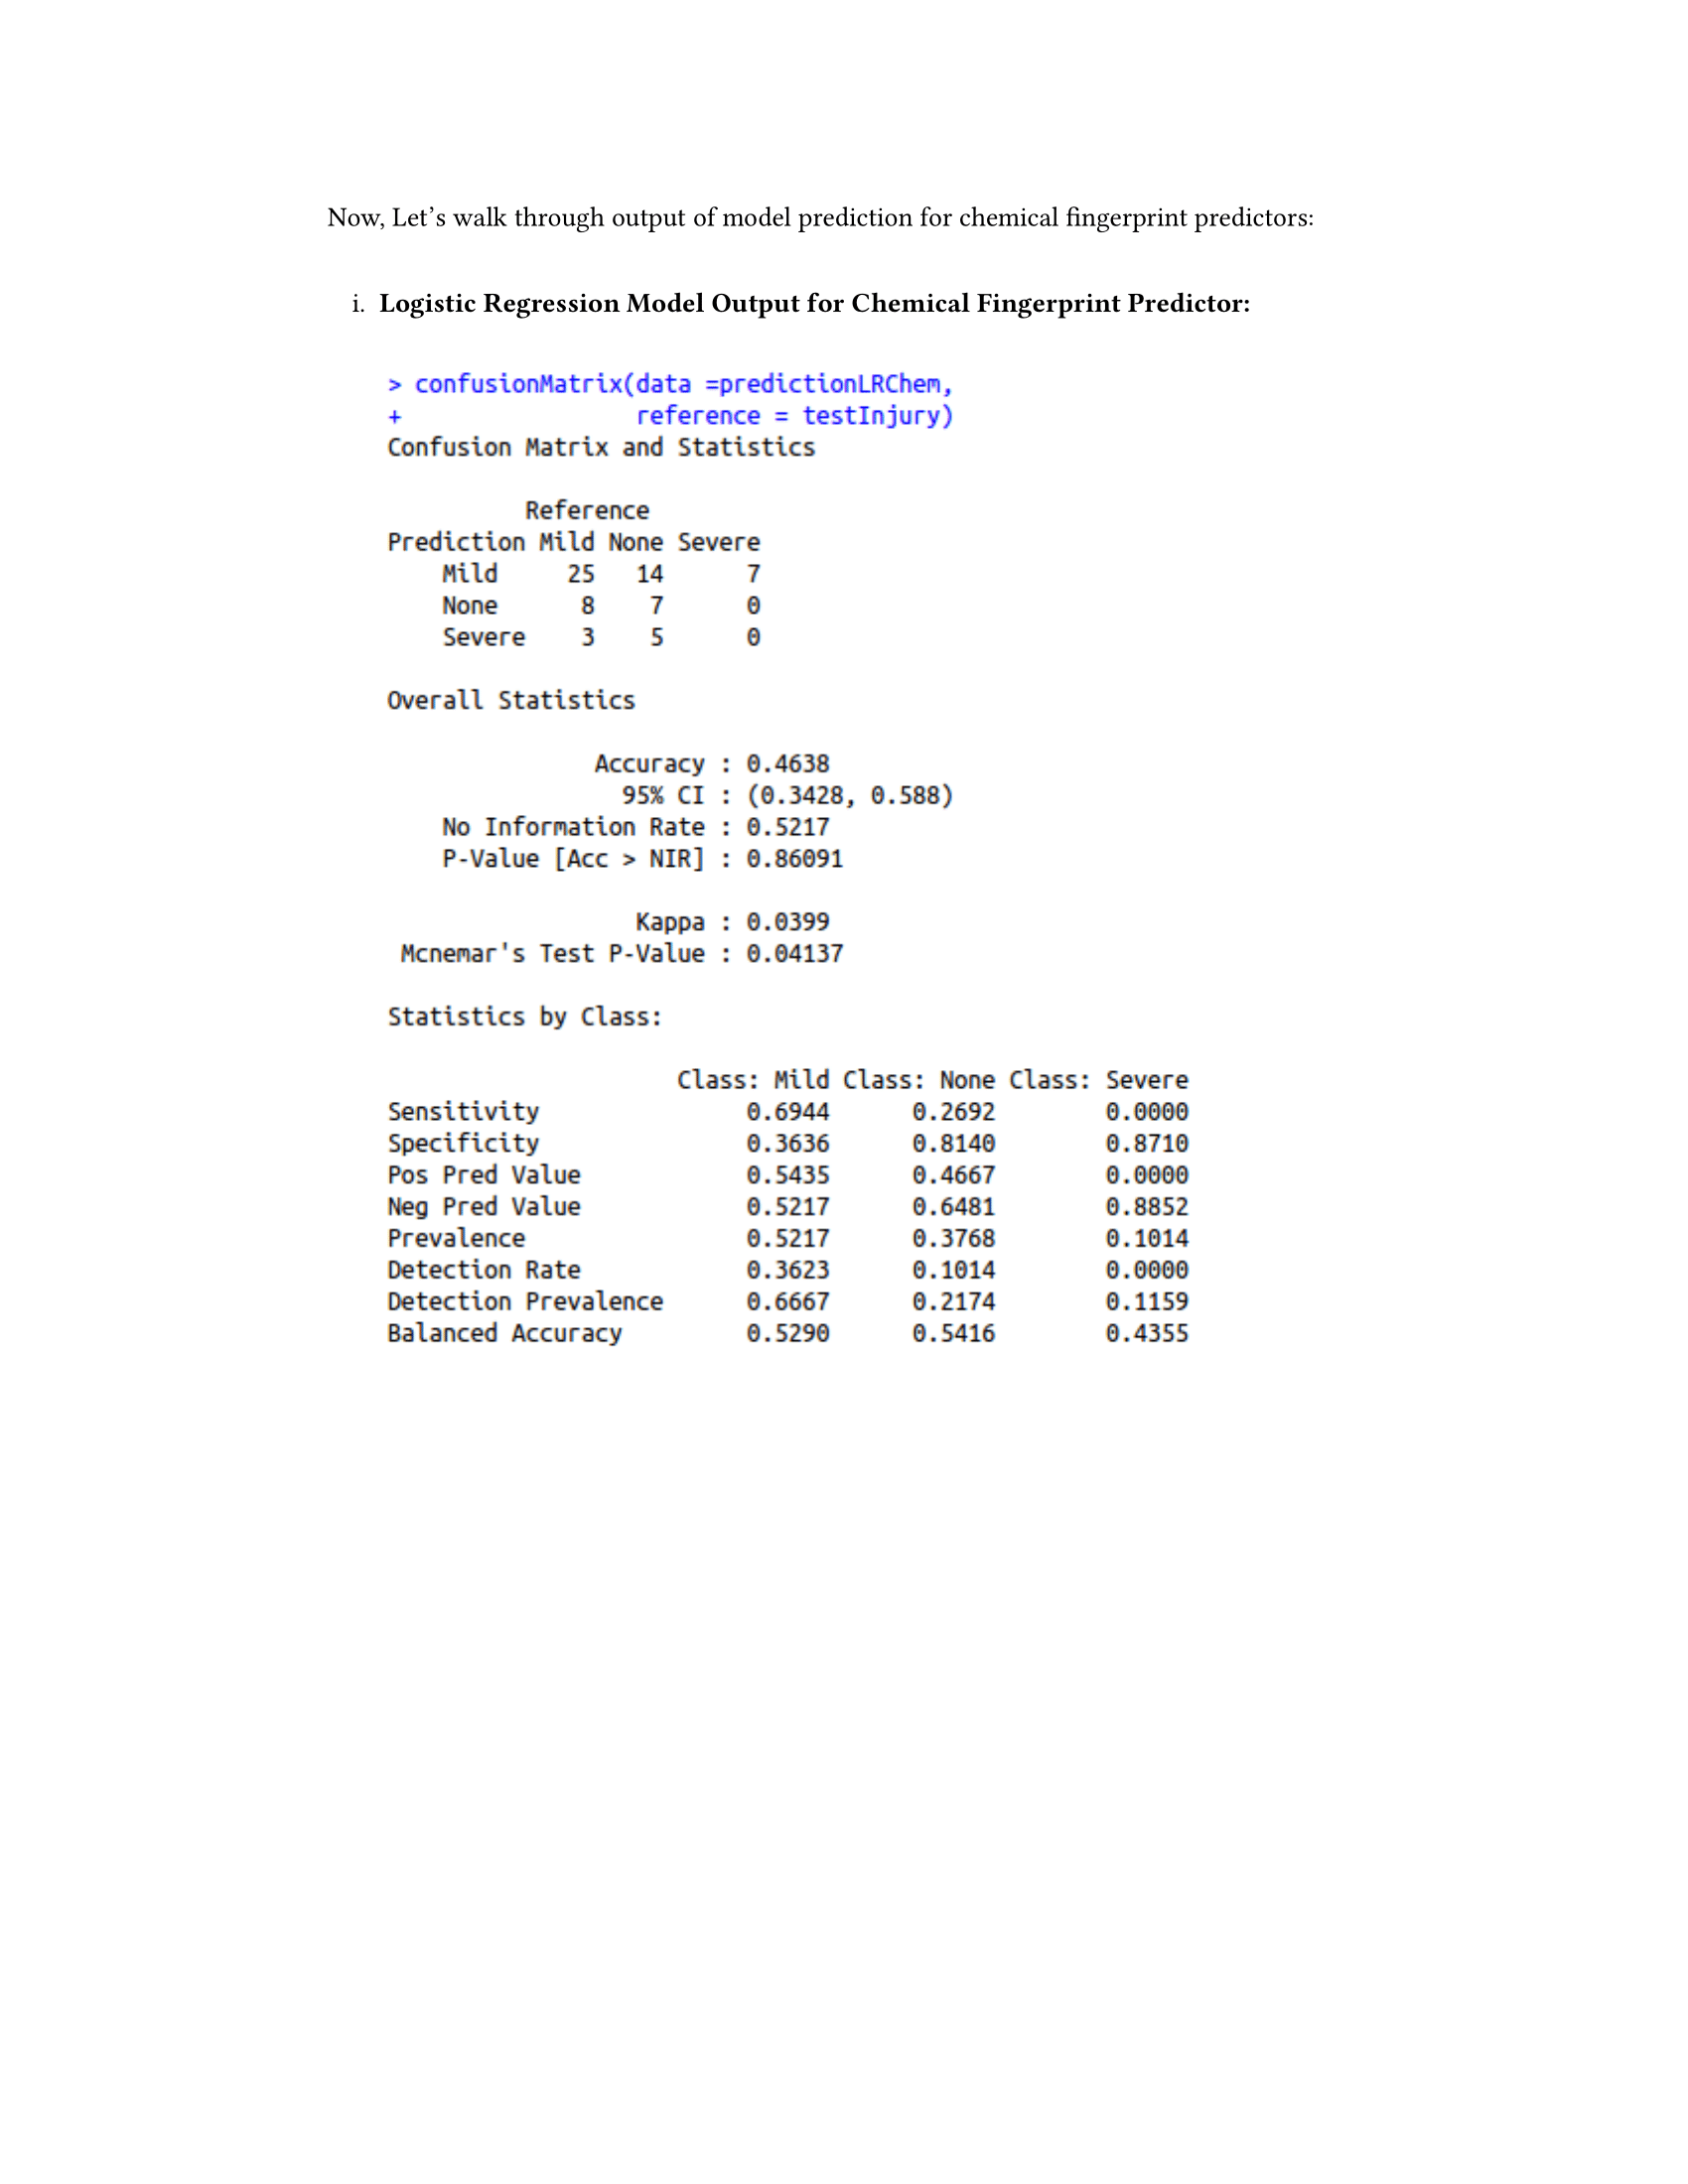 Now, Let's walk through output of model prediction for chemical fingerprint predictors:
i. Logistic Regression Model Output for Chemical Fingerprint Predictor:
> confusionMatrix(data =predictionLRChem,
+                 reference = testInjury)
Confusion Matrix and Statistics
          Reference
Prediction Mild None Severe
    Mild     25   14      7
    None      8    7      0
    Severe    3    5      0
Overall Statistics
               Accuracy : 0.4638
                 95% CI : (0.3428, 0.588)
    No Information Rate : 0.5217
    P-Value [Acc > NIR] : 0.86091
                  Kappa : 0.0399
 Mcnemar's Test P-Value : 0.04137
Statistics by Class:
                     Class: Mild Class: None Class: Severe
Sensitivity               0.6944      0.2692        0.0000
Specificity               0.3636      0.8140        0.8710
Pos Pred Value            0.5435      0.4667        0.0000
Neg Pred Value            0.5217      0.6481        0.8852
Prevalence                0.5217      0.3768        0.1014
Detection Rate            0.3623      0.1014        0.0000
Detection Prevalence      0.6667      0.2174        0.1159
Balanced Accuracy         0.5290      0.5416        0.4355